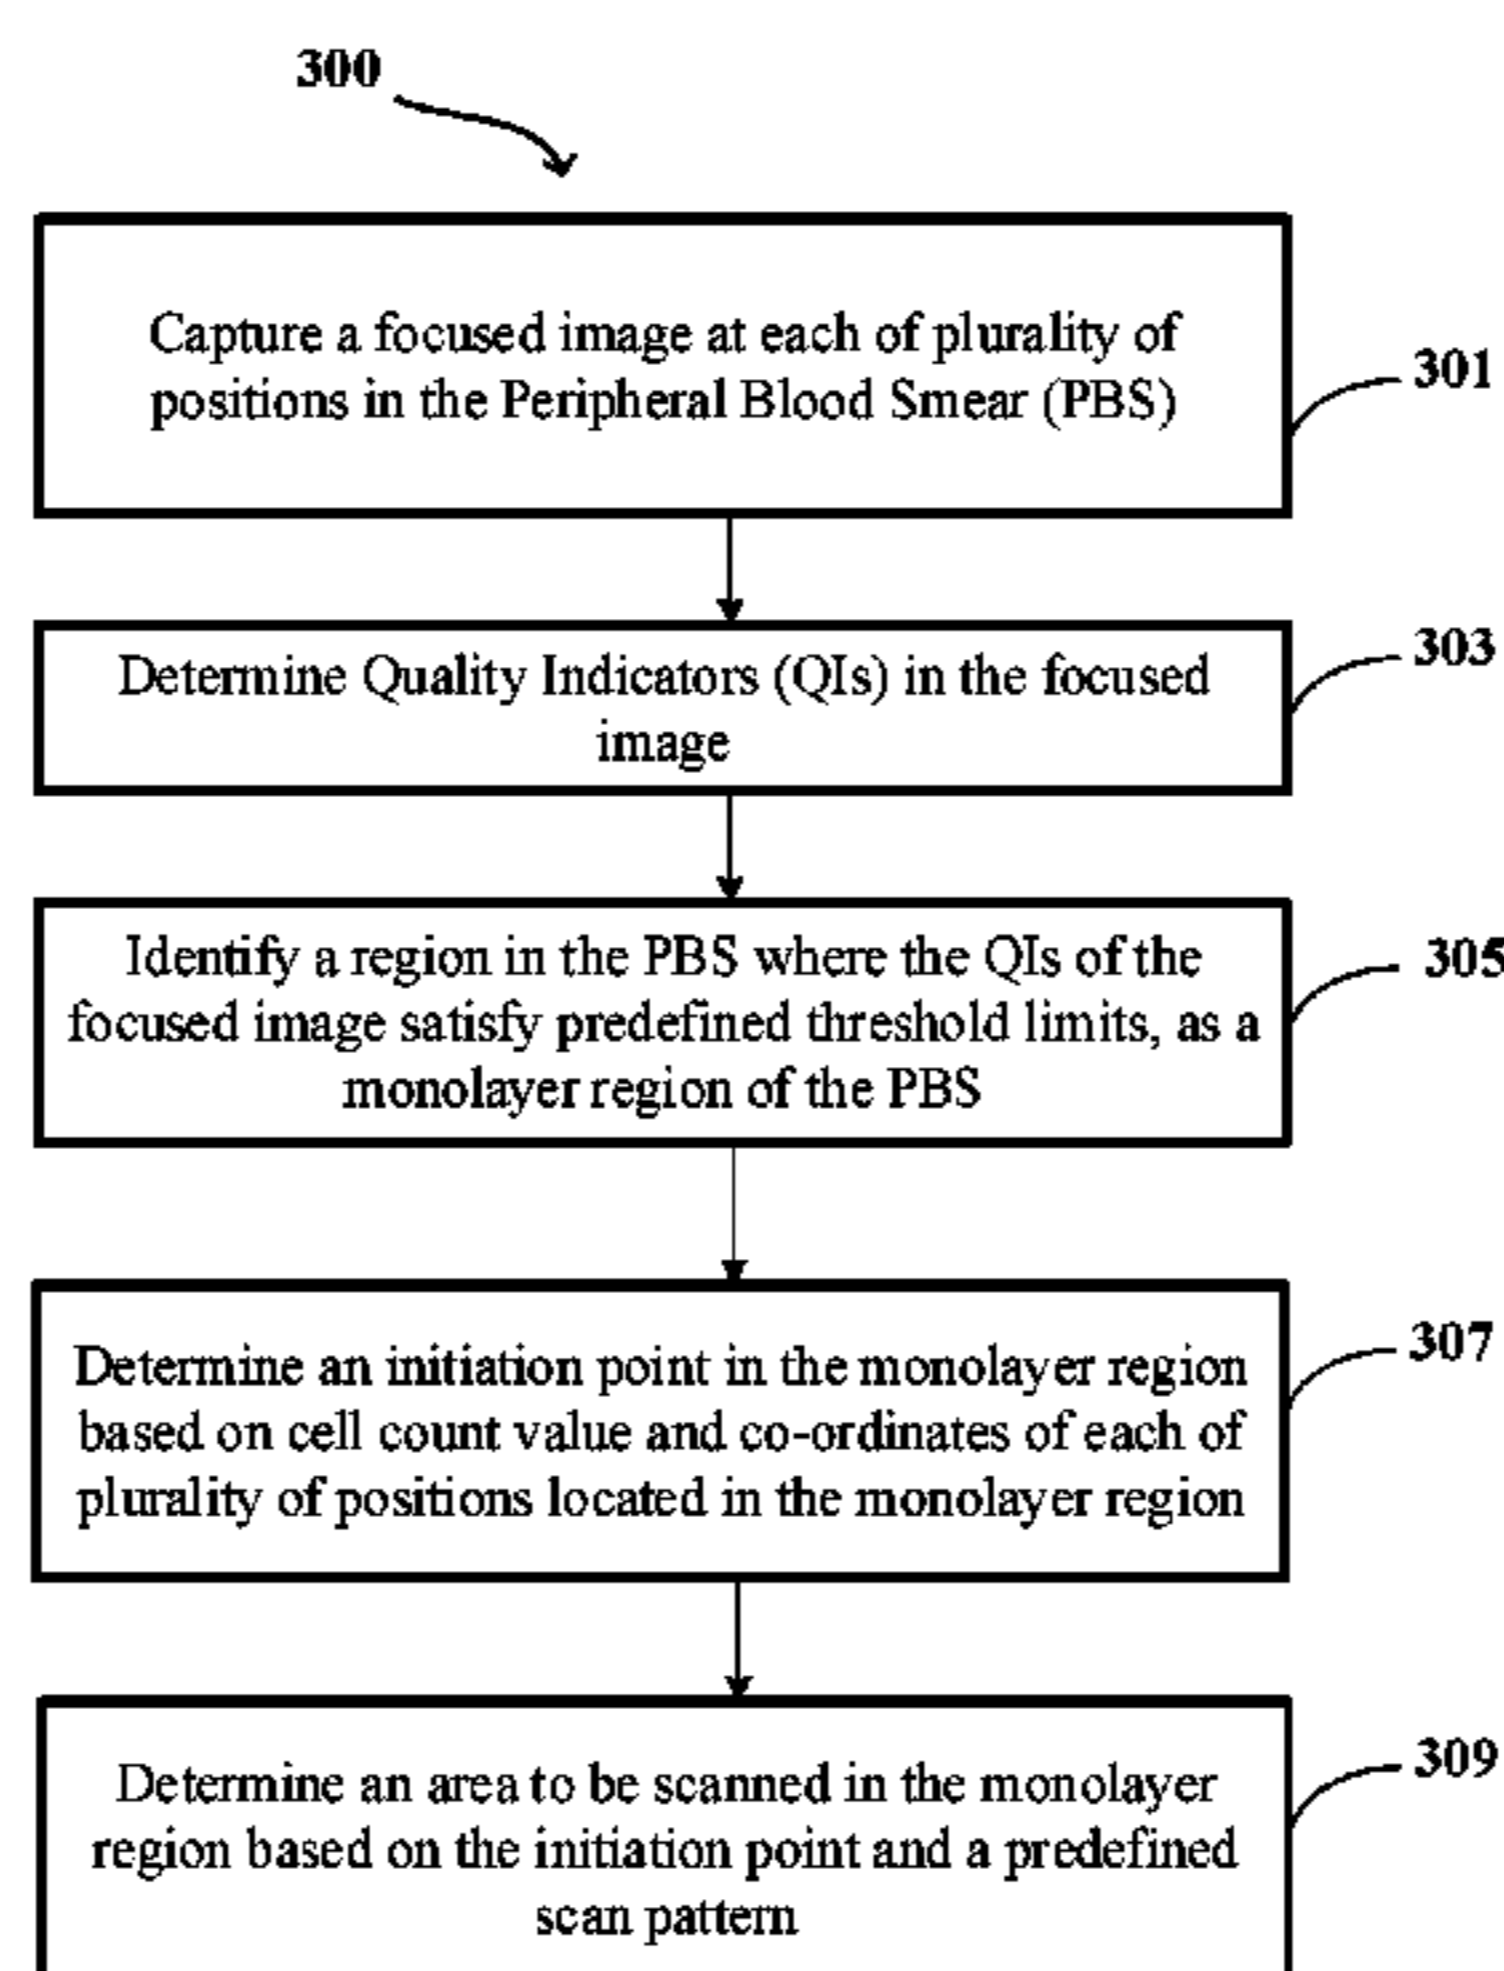 300
Capture a focused image at each of plurality of
positions in the Peripheral Blood Smear (PBS)
301
Determine Quality Indicators (QIs) in the focused
image
303
Identify a region in the PBS where the QIs of the
focused image satisfy predefined threshold limits, as a
monolayer region of the PBS
305
Determine an initiation point in the monolayer region
based on cell count value and co-ordinates of each of
plurality of positions located in the monolayer region
307
Determine an area to be scanned in the monolayer
region based on the initiation point and a predefined
scan pattern
309